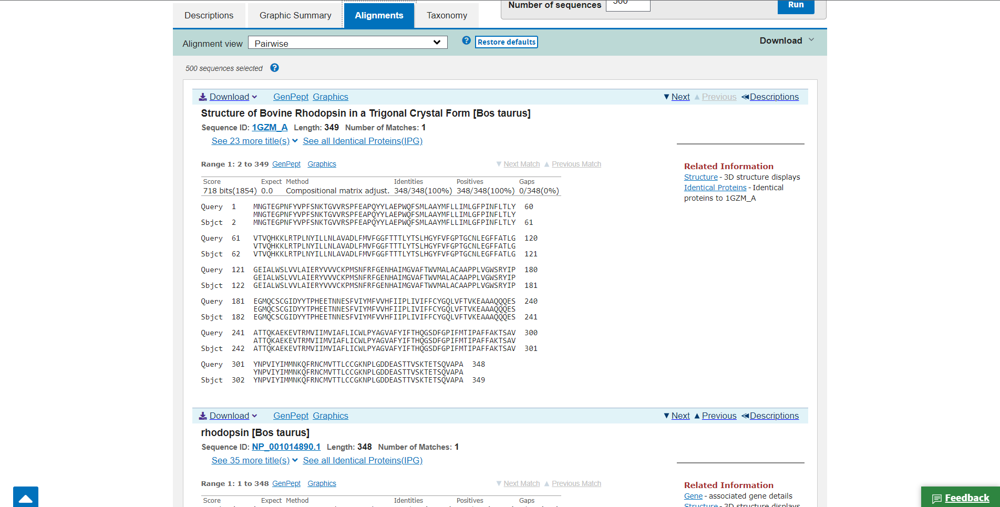 Number of sequences 500 Run
Descriptions Graphic Summary Alignments Taxonomy
Alignment view Pairwise ? Restore defaults Download
500 sequences selected ?
Download GenPept Graphics ▼ Next ▲ Previous ≪Descriptions
Structure of Bovine Rhodopsin in a Trigonal Crystal Form [Bos taurus]
Sequence ID: 1GZM_A Length: 349 Number of Matches: 1
See 23 more title(s) See all Identical Proteins(IPG)
Range 1: 2 to 349 GenPept Graphics ▼ Next Match ▲ Previous Match
Score Expect Method Identities Positives Gaps
718 bits(1854) 0.0 Compositional matrix adjust. 348/348(100%) 348/348(100%) 0/348(0%)
Query 1 MNGTEGPNFYVPFSNKTGVVRSPFEAPQYYLAEPWQFSMLAAYMFLLIMLGFPINFLTLY 60
MNGTEGPNFYVPFSNKTGVVRSPFEAPQYYLAEPWQFSMLAAYMFLLIMLGFPINFLTLY
Sbjct 2 MNGTEGPNFYVPFSNKTGVVRSPFEAPQYYLAEPWQFSMLAAYMFLLIMLGFPINFLTLY 61
Query 61 VTVQHKKLRTPLNYILLNLAVADLFMVFGGFTTTLYTSLHGYFVFGPTGCNLEGFFATLG 120
VTVQHKKLRTPLNYILLNLAVADLFMVFGGFTTTLYTSLHGYFVFGPTGCNLEGFFATLG
Sbjct 62 VTVQHKKLRTPLNYILLNLAVADLFMVFGGFTTTLYTSLHGYFVFGPTGCNLEGFFATLG 121
Query 121 GEIALWSLVVLAIERYVVVCKPMSNFRFGENHAIMGVAFTWVMALACAAPPLVGWSRYIP 180
GEIALWSLVVLAIERYVVVCKPMSNFRFGENHAIMGVAFTWVMALACAAPPLVGWSRYIP
Sbjct 122 GEIALWSLVVLAIERYVVVCKPMSNFRFGENHAIMGVAFTWVMALACAAPPLVGWSRYIP 181
Query 181 EGMQCSCGIDYYTPHEETNNESFVIYMFVVHFIIPLIVIFFCYGQLVFTVKEAAAQQQES 240
EGMQCSCGIDYYTPHEETNNESFVIYMFVVHFIIPLIVIFFCYGQLVFTVKEAAAQQQES
Sbjct 182 EGMQCSCGIDYYTPHEETNNESFVIYMFVVHFIIPLIVIFFCYGQLVFTVKEAAAQQQES 241
Query 241 ATTQKAEKEVTRMVIIMVIAFLICWLPYAGVAFYIFTHQGSDFGPIFMTIPAFFAKTSAV 300
ATTQKAEKEVTRMVIIMVIAFLICWLPYAGVAFYIFTHQGSDFGPIFMTIPAFFAKTSAV
Sbjct 242 ATTQKAEKEVTRMVIIMVIAFLICWLPYAGVAFYIFTHQGSDFGPIFMTIPAFFAKTSAV 301
Query 301 YNPVIYIMMNKQFRNCMVTTLCCGKNPLGDDEASTTVSKTETSQVAPA 348
YNPVIYIMMNKQFRNCMVTTLCCGKNPLGDDEASTTVSKTETSQVAPA
Sbjct 302 YNPVIYIMMNKQFRNCMVTTLCCGKNPLGDDEASTTVSKTETSQVAPA 349
Related Information
Structure - 3D structure displays
Identical Proteins - Identical
proteins to 1GZM_A
Download GenPept Graphics ▼ Next ▲ Previous ≪Descriptions
rhodopsin [Bos taurus]
Sequence ID: NP_001014890.1 Length: 348 Number of Matches: 1
See 35 more title(s) See all Identical Proteins(IPG)
Range 1: 1 to 348 GenPept Graphics ▼ Next Match ▲ Previous Match
Score Expect Method Identities Positives Gaps
Related Information
Gene - associated gene details
Structure - 3D structure displays
Feedback